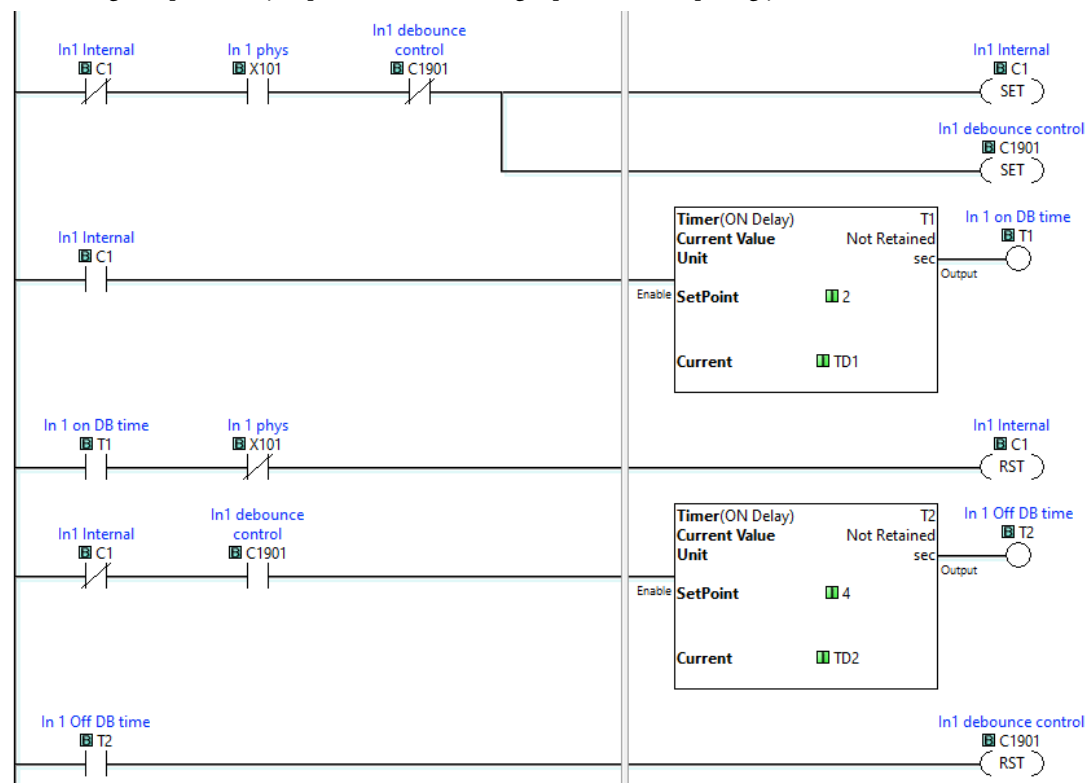 In1 debounce
In1 Internal In 1 phys control In1 Internal
B C1 B X101 B C1901 B C1
SET
In1 debounce control
B C1901
SET
Timer(ON Delay) T1 In 1 on DB time
In1 Internal Current Value Not Retained B T1
B C1 Unit sec
Output
Enable SetPoint 2
Current TD1
In 1 on DB time In 1 phys In1 Internal
B T1 B X101 B C1
RST
In1 debounce Timer(ON Delay) T2 In 1 Off DB time
In1 Internal control Current Value Not Retained B T2
B C1 B C1901 Unit sec
Output
Enable SetPoint 4
Current TD2
In 1 Off DB time In1 debounce control
B T2 B C1901
RST